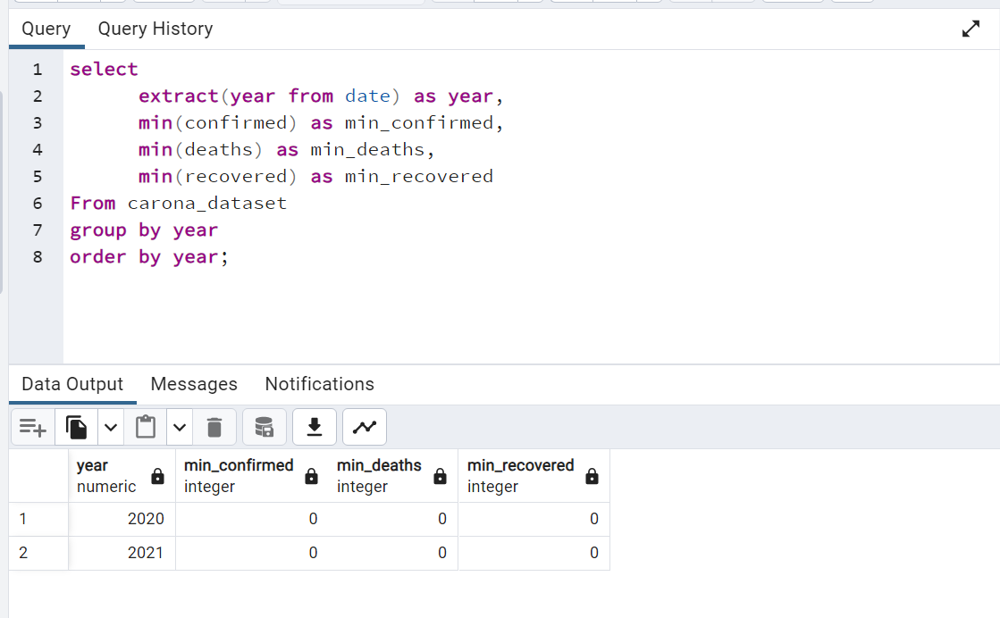 Query Query History
1 select
2 extract(year from date) as year,
3 min(confirmed) as min_confirmed,
4 min(deaths) as min_deaths,
5 min(recovered) as min_recovered
6 From carona_dataset
7 group by year
8 order by year;
Data Output Messages Notifications
year min_confirmed min_deaths min_recovered
numeric integer integer integer
1 2020 0 0 0
2 2021 0 0 0